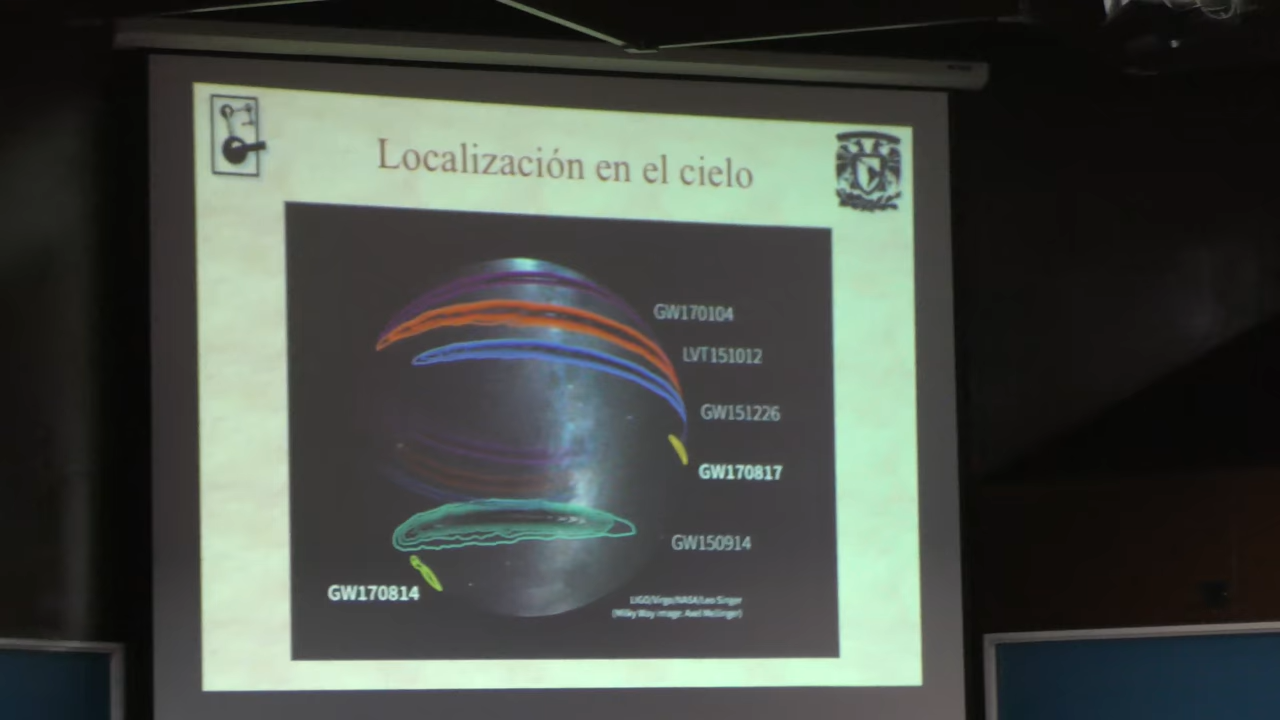 Localización en el cielo
GW170104
LVT151012
GW151226
GW170817
GW150914
GW170814
LIGO/Virgo/NASA/Leo Singer
(Milky Way image: Axel Mellinger)